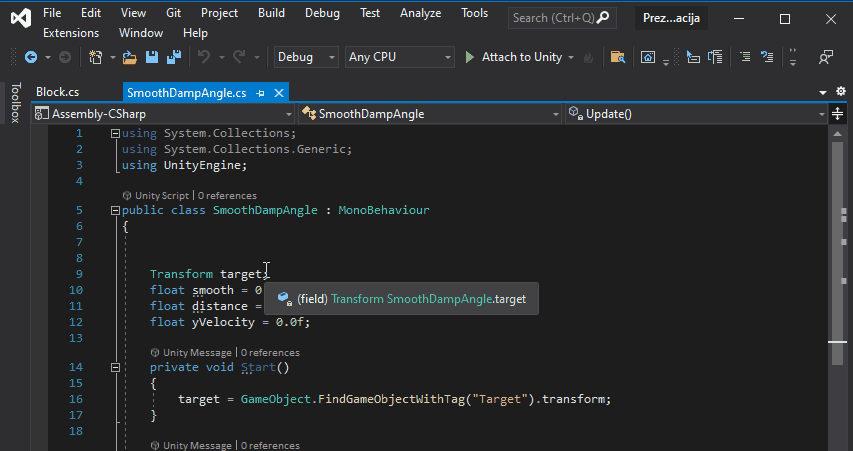 File Edit View Git Project Build Debug Test Analyze Tools Search (Ctrl+Q) Prez...acija
Extensions Window Help
Debug Any CPU Attach to Unity
Toolbox
Block.cs SmoothDampAngle.cs
Assembly-CSharp SmoothDampAngle Update()
1 using System.Collections;
2 using System.Collections.Generic;
3 using UnityEngine;
4
Unity Script | 0 references
5 public class SmoothDampAngle : MonoBehaviour
6 {
7
8
9 Transform target;
10 float smooth = 0
(field) Transform SmoothDampAngle.target
11 float distance =
12 float yVelocity = 0.0f;
13
Unity Message | 0 references
14 private void Start()
15 {
16 target = GameObject.FindGameObjectWithTag("Target").transform;
17 }
18
Unity Message | 0 references